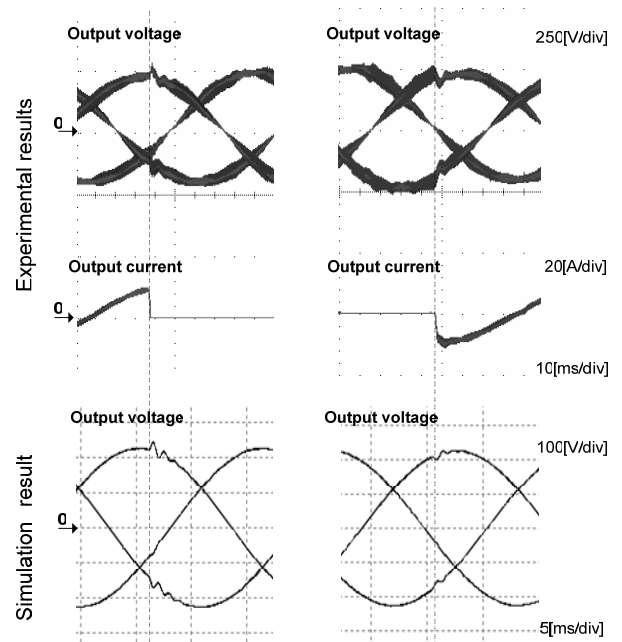 Output voltage
Output voltage
250[V/div]
0
Experimental results
Output current
Output current
20[A/div]
0
10[ms/div]
Output voltage
Output voltage
100[V/div]
0
Simulation result
5[ms/div]